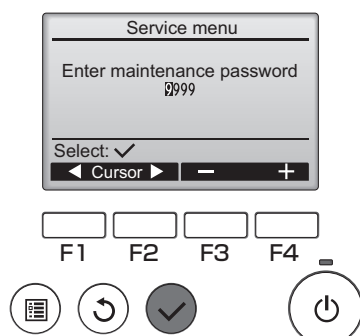 Service menu
Enter maintenance password
9999
Select: ✓
◀ Cursor ▶ − +
F1 F2 F3 F4